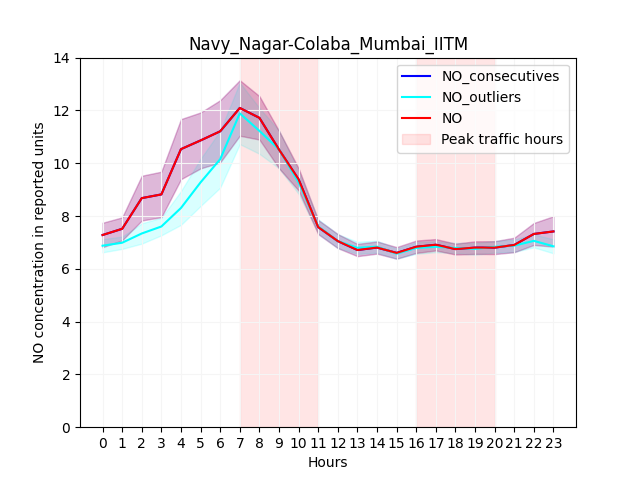 Navy_Nagar-Colaba_Mumbai_IITM
NO_consecutives
NO_outliers
NO
Peak traffic hours
NO concentration in reported units
14
12
10
8
6
4
2
0
0 1 2 3 4 5 6 7 8 9 10 11 12 13 14 15 16 17 18 19 20 21 22 23
Hours